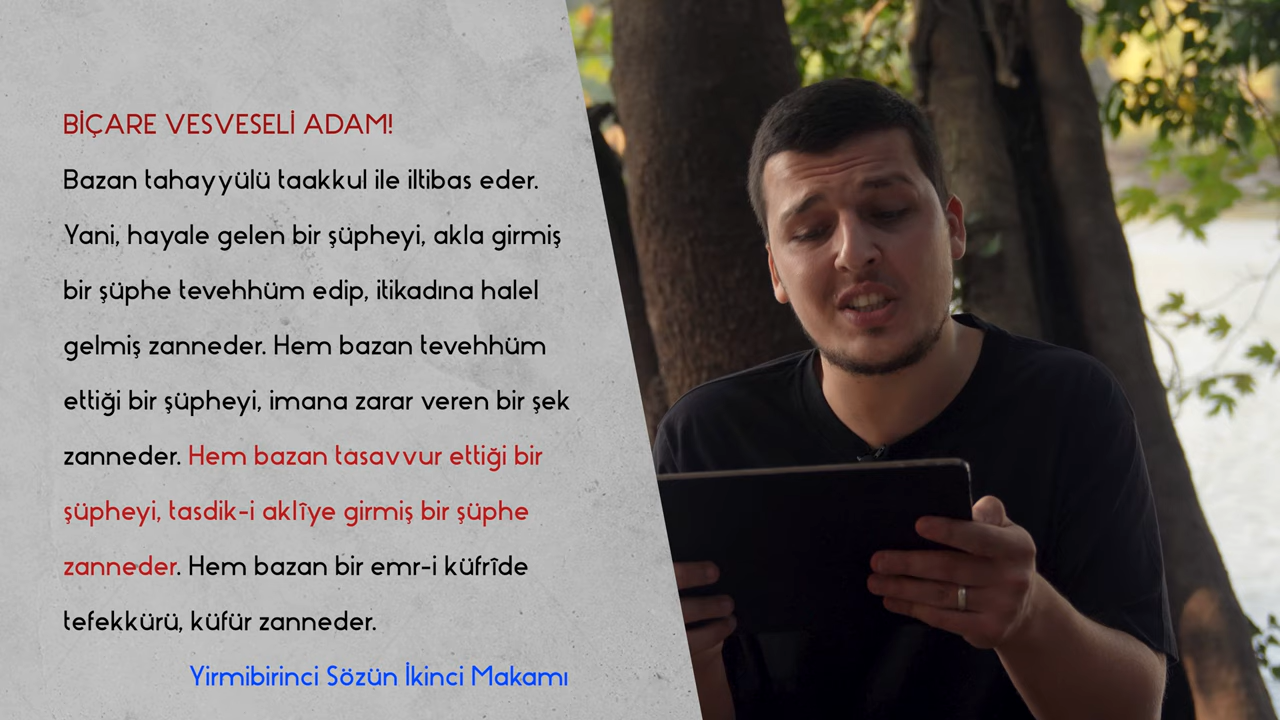 BİÇARE VESVESELİ ADAM!
Bazan tahayyülü taakkul ile iltibas eder.
Yani, hayale gelen bir şüpheyi, akla girmiş
bir şüphe tevehhüm edip, itikadına halel
gelmiş zanneder. Hem bazan tevehhüm
ettiği bir şüpheyi, imana zarar veren bir şek
zanneder. Hem bazan tasavvur ettiği bir
şüpheyi, tasdik-i aklîye girmiş bir şüphe
zanneder. Hem bazan bir emr-i küfrîde
tefekkürü, küfür zanneder.
Yirmibirinci Sözün İkinci Makamı